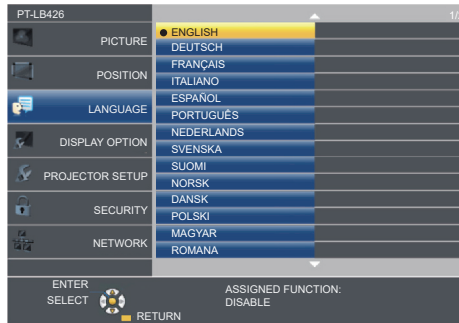 PT-LB426
1/
PICTURE
POSITION
LANGUAGE
DISPLAY OPTION
PROJECTOR SETUP
SECURITY
NETWORK
ENGLISH
DEUTSCH
FRANÇAIS
ITALIANO
ESPAÑOL
PORTUGUÊS
NEDERLANDS
SVENSKA
SUOMI
NORSK
DANSK
POLSKI
MAGYAR
ROMANA
ENTER
SELECT
RETURN
ASSIGNED FUNCTION:
DISABLE